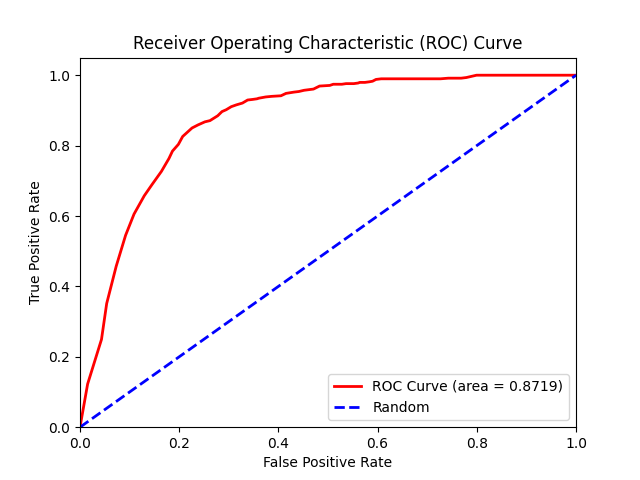 Receiver Operating Characteristic (ROC) Curve
1.0
0.8
0.6
0.4
0.2
0.0
True Positive Rate
ROC Curve (area = 0.8719)
Random
0.0 0.2 0.4 0.6 0.8 1.0
False Positive Rate